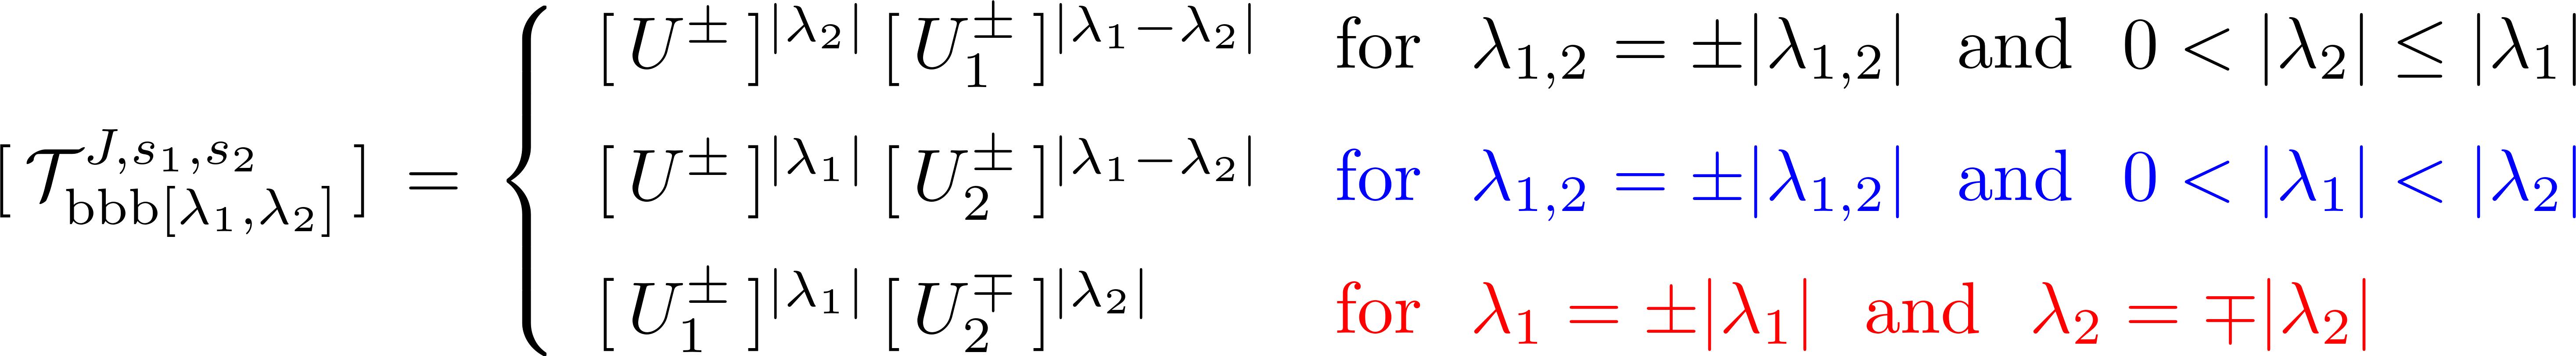 [ U^± ]^{|λ_2|} [ U_1^± ]^{|λ_1−λ_2|} for λ_{1,2} = ±|λ_{1,2}| and 0 < |λ_2| ≤ |λ_1|
[ 𝒯^{J,s_1,s_2}_{bbb[λ_1,λ_2]} ] = { [ U^± ]^{|λ_1|} [ U_2^± ]^{|λ_1−λ_2|} for λ_{1,2} = ±|λ_{1,2}| and 0 < |λ_1| < |λ_2|
[ U_1^± ]^{|λ_1|} [ U_2^∓ ]^{|λ_2|} for λ_1 = ±|λ_1| and λ_2 = ∓|λ_2|